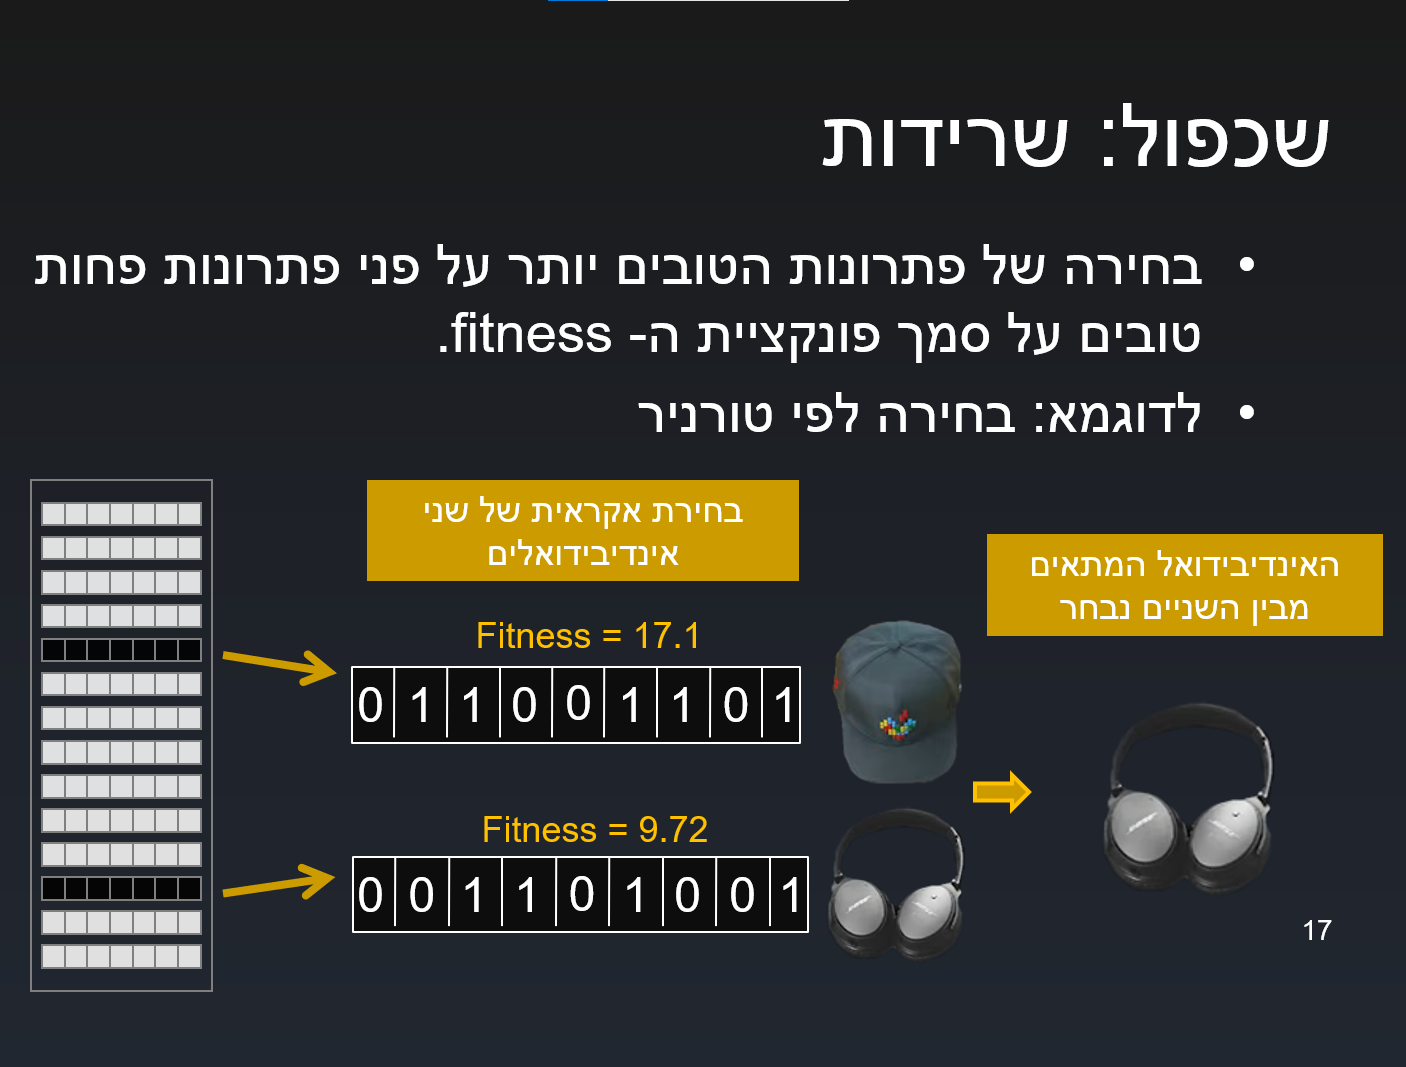 שכפול: שרידות
• בחירה של פתרונות הטובים יותר על פני פתרונות פחות
טובים על סמך פונקציית ה- fitness.
• לדוגמא: בחירה לפי טורניר
בחירת אקראית של שני
אינדיבידואלים
האינדיבידואל המתאים
מבין השניים נבחר
Fitness = 17.1
0 1 1 0 0 1 1 0 1
Fitness = 9.72
0 0 1 1 0 1 0 0 1
17